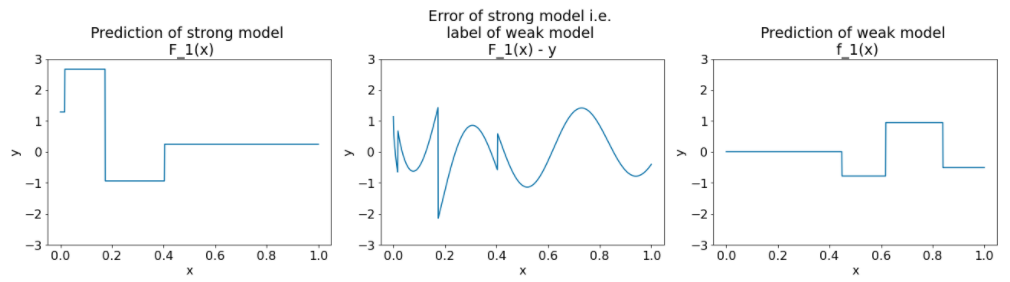 Prediction of strong model
F_1(x)
3
2
1
0
−1
−2
−3
y
0.0 0.2 0.4 0.6 0.8 1.0
x
Error of strong model i.e.
label of weak model
F_1(x) - y
3
2
1
0
−1
−2
−3
y
0.0 0.2 0.4 0.6 0.8 1.0
x
Prediction of weak model
f_1(x)
3
2
1
0
−1
−2
−3
y
0.0 0.2 0.4 0.6 0.8 1.0
x